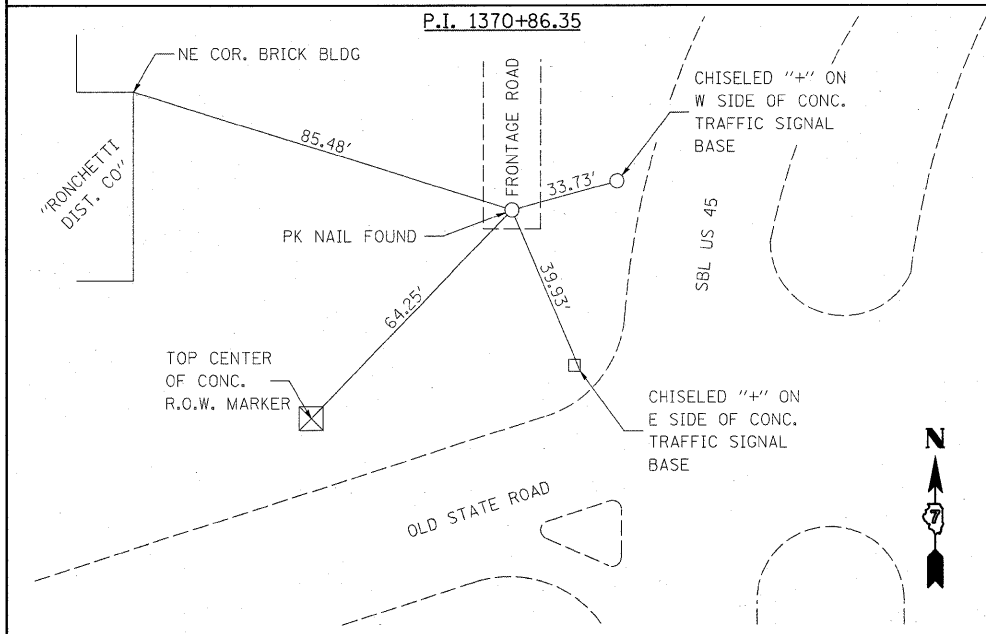 P.I. 1370+86.35
NE COR. BRICK BLDG
FRONTAGE ROAD
CHISELED "+" ON
W SIDE OF CONC.
TRAFFIC SIGNAL
BASE
85.48'
33.73'
"RONCHETTI
DIST. CO"
PK NAIL FOUND
SBL US 45
39.93'
64.25'
TOP CENTER
OF CONC.
R.O.W. MARKER
CHISELED "+" ON
E SIDE OF CONC.
TRAFFIC SIGNAL
BASE
N
7
OLD STATE ROAD